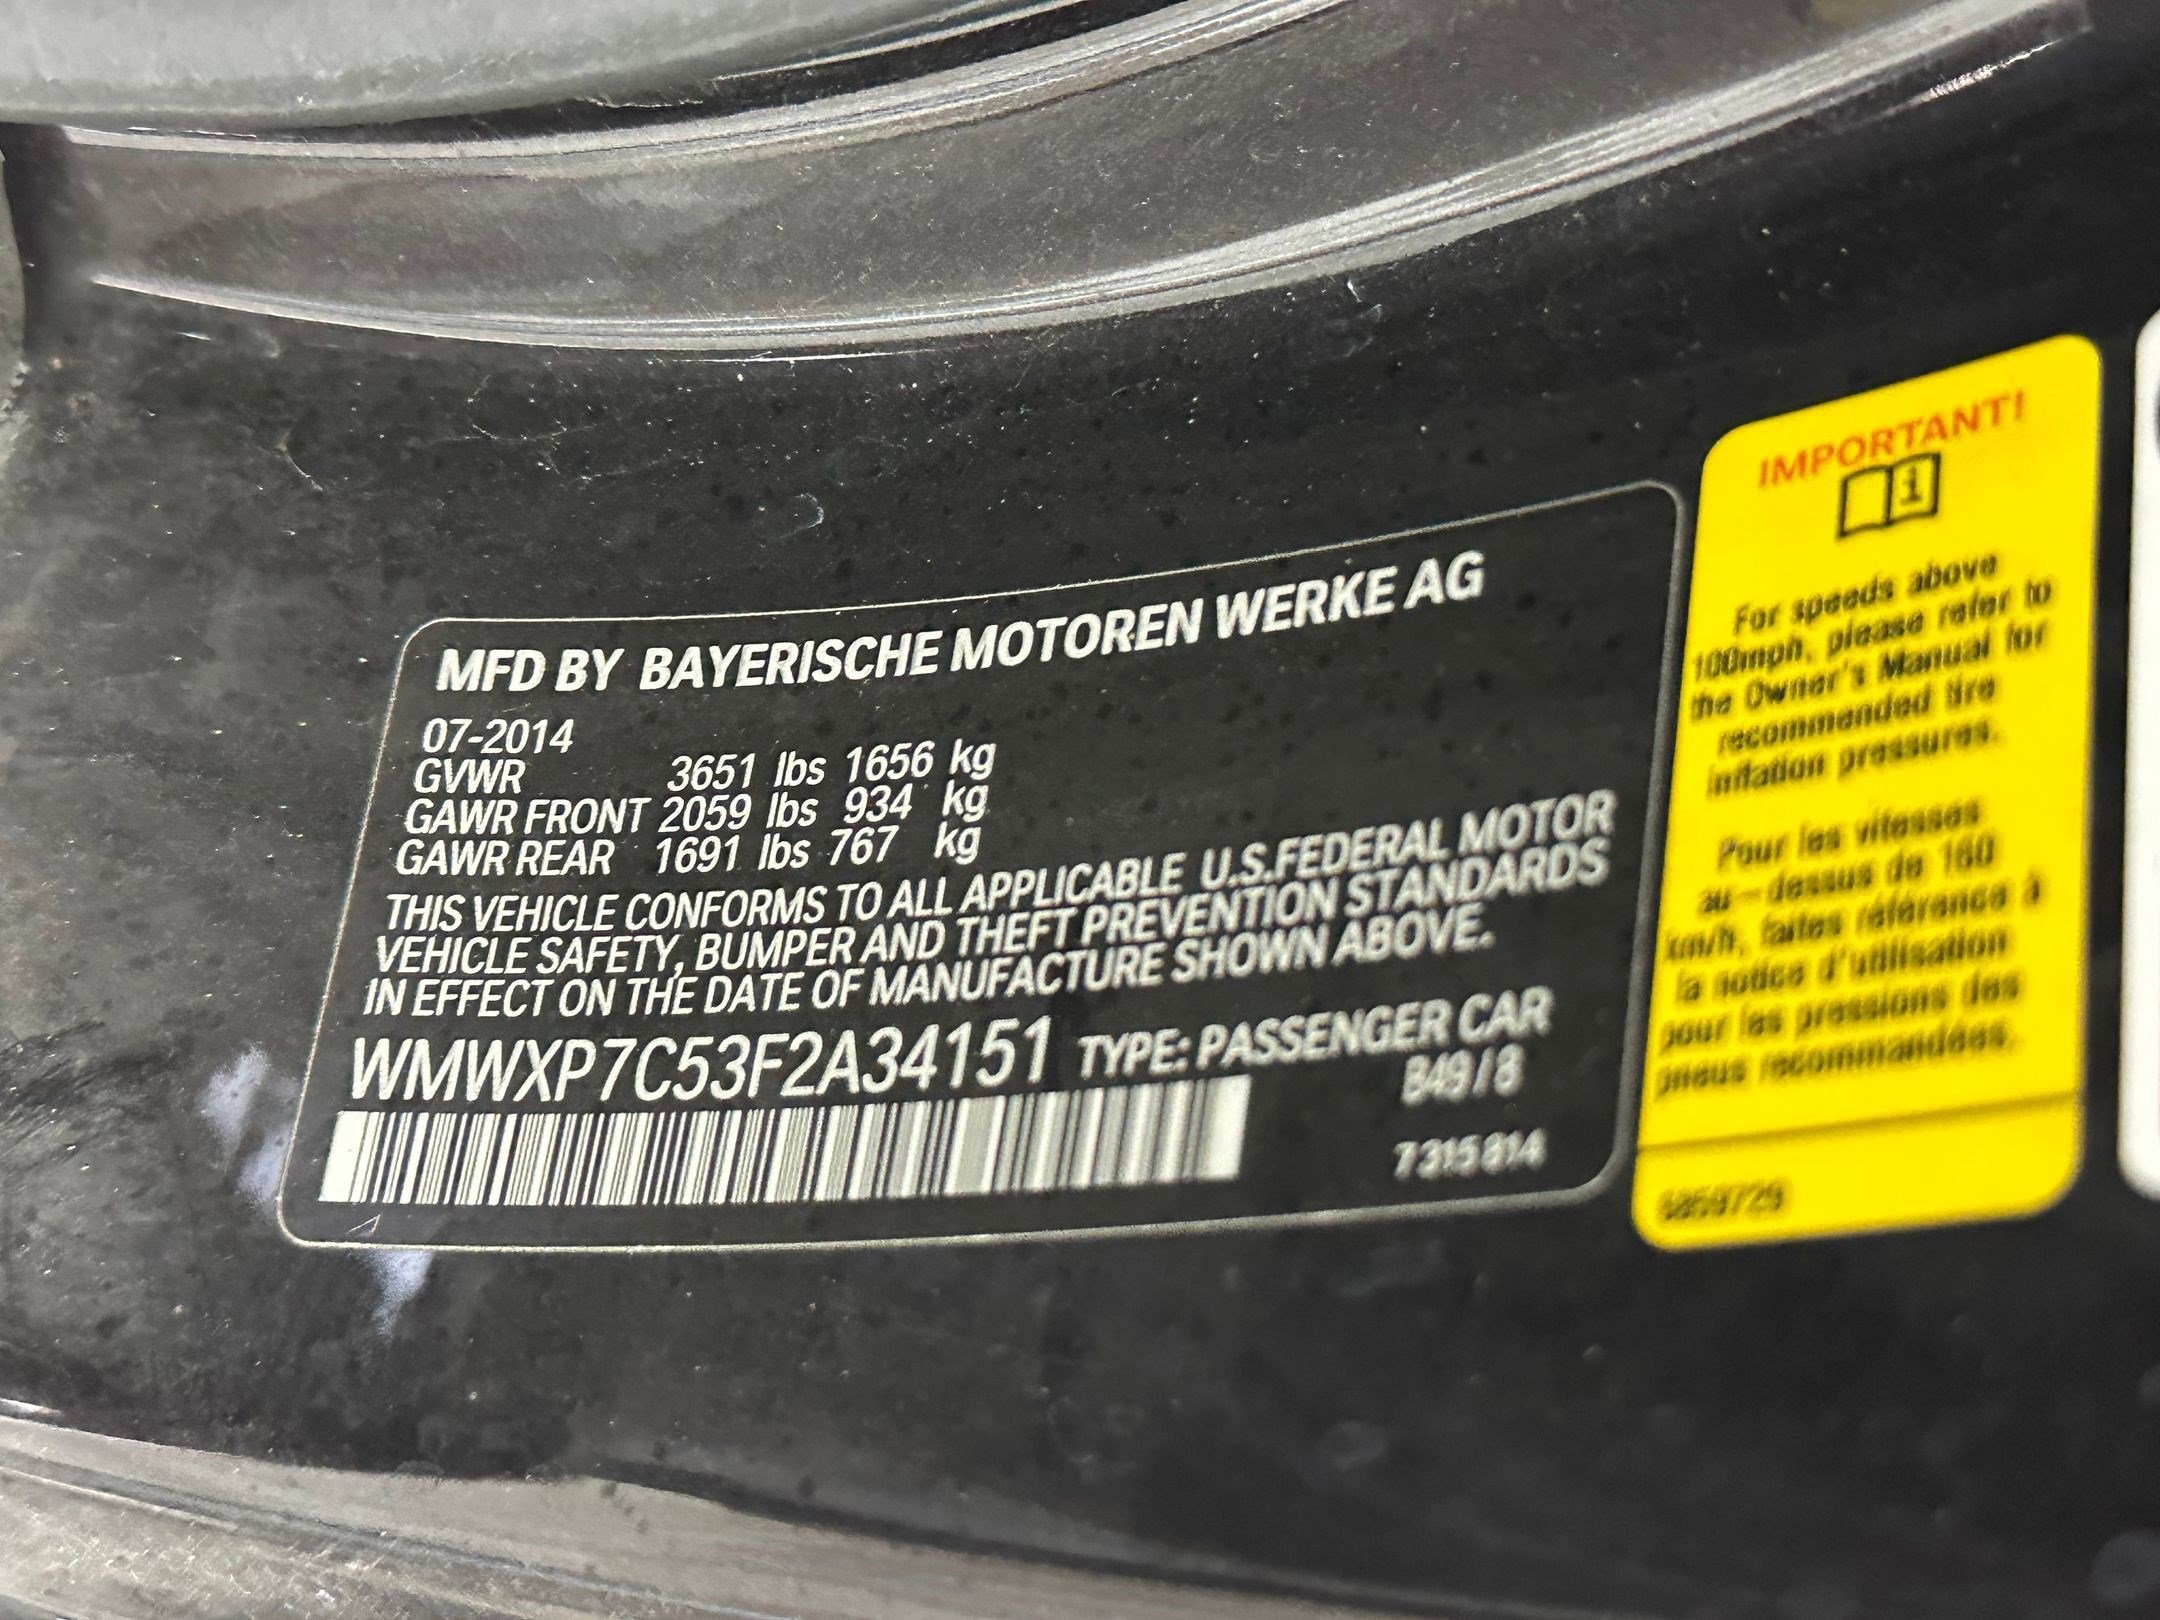 MFD BY BAYERISCHE MOTOREN WERKE AG
07-2014
GVWR 3651 lbs 1656 kg
GAWR FRONT 2059 lbs 934 kg
GAWR REAR 1691 lbs 767 kg
THIS VEHICLE CONFORMS TO ALL APPLICABLE U.S.FEDERAL MOTOR
VEHICLE SAFETY, BUMPER AND THEFT PREVENTION STANDARDS
IN EFFECT ON THE DATE OF MANUFACTURE SHOWN ABOVE.
WMWXP7C53F2A34151 TYPE: PASSENGER CAR
B49/8
7315814
IMPORTANT!
i
For speeds above
100mph, please refer to
the Owner's Manual for
recommended tire
inflation pressures.
Pour les vitesses
au-dessus de 160
km/h, faites référence à
la notice d'utilisation
pour les pressions des
pneus recommandées.